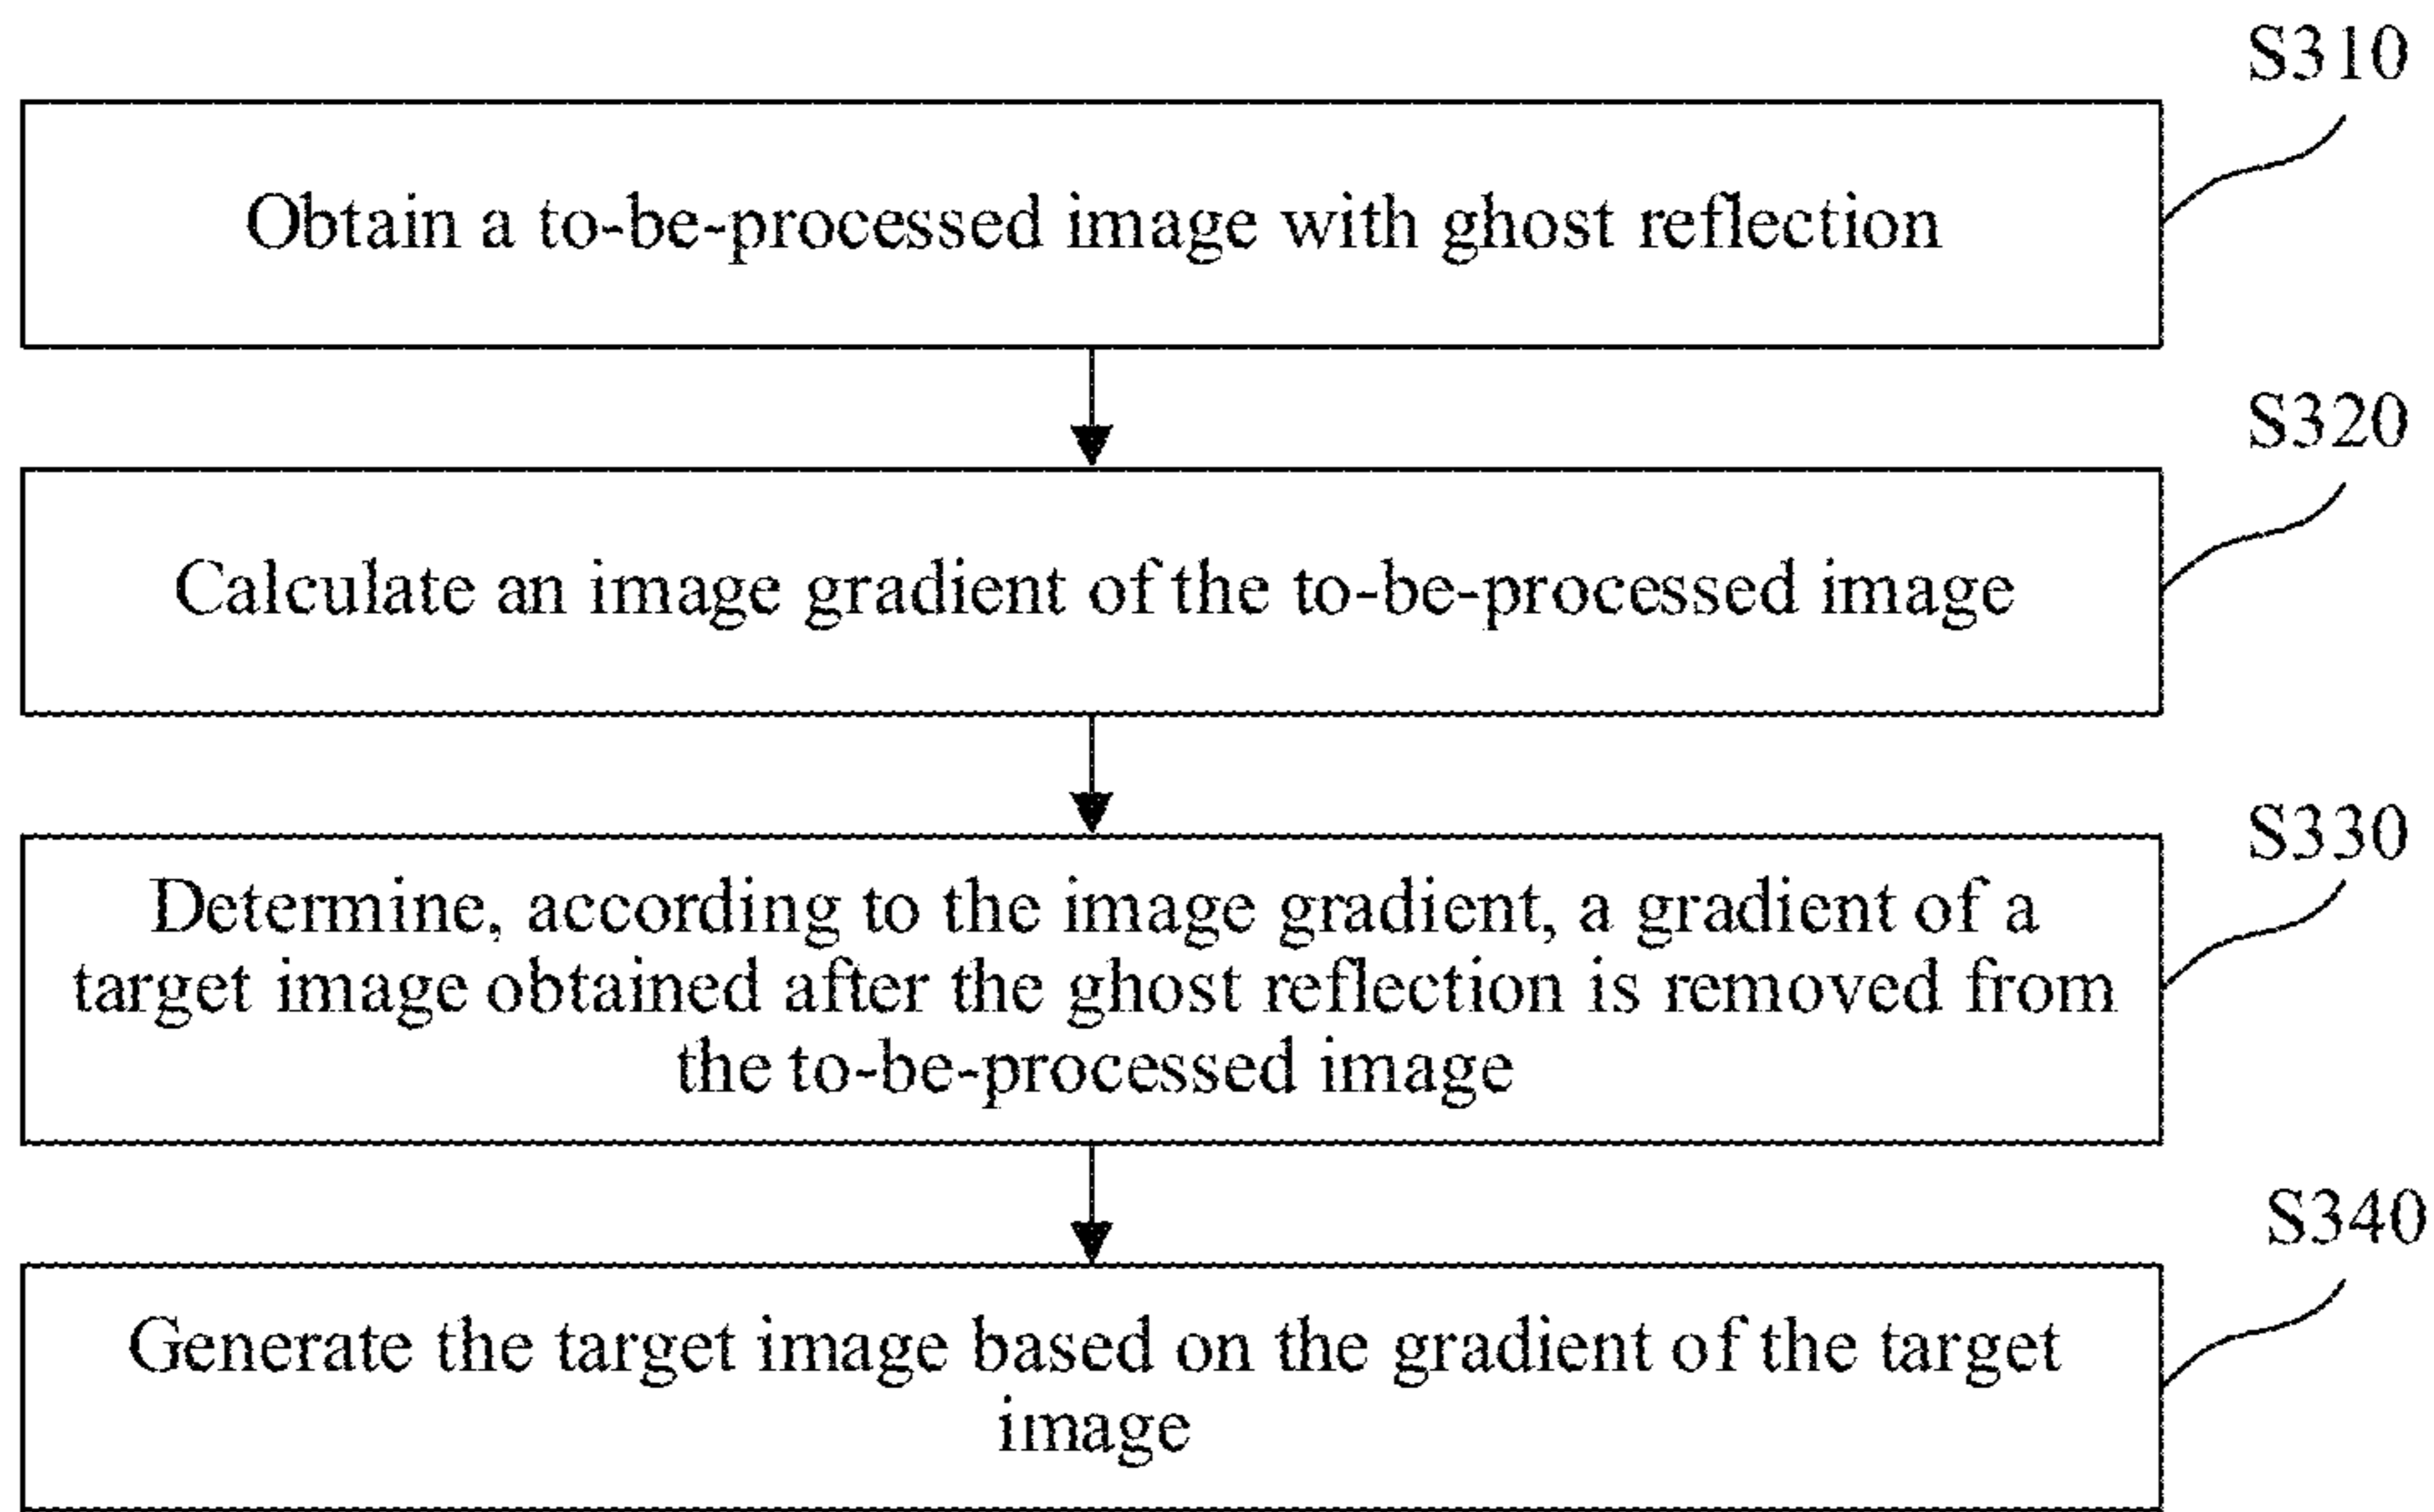 S310
Obtain a to-be-processed image with ghost reflection
S320
Calculate an image gradient of the to-be-processed image
S330
Determine, according to the image gradient, a gradient of a
target image obtained after the ghost reflection is removed from
the to-be-processed image
S340
Generate the target image based on the gradient of the target
image